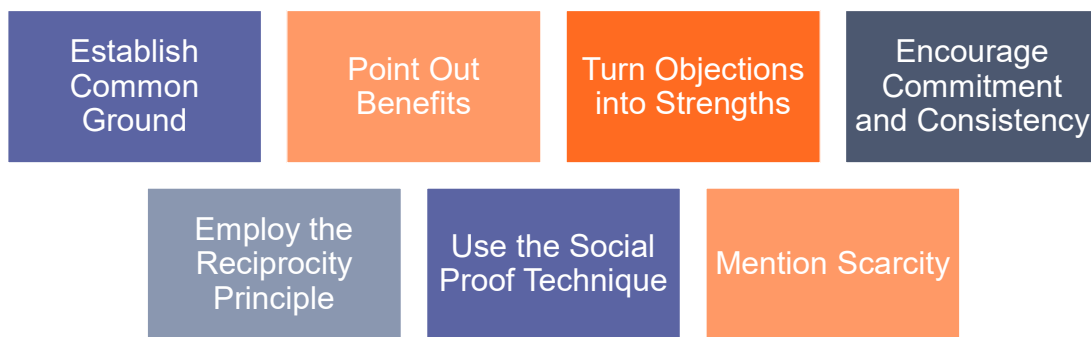 Establish
Common
Ground
Point Out
Benefits
Turn Objections
into Strengths
Encourage
Commitment
and Consistency
Employ the
Reciprocity
Principle
Use the Social
Proof Technique
Mention Scarcity